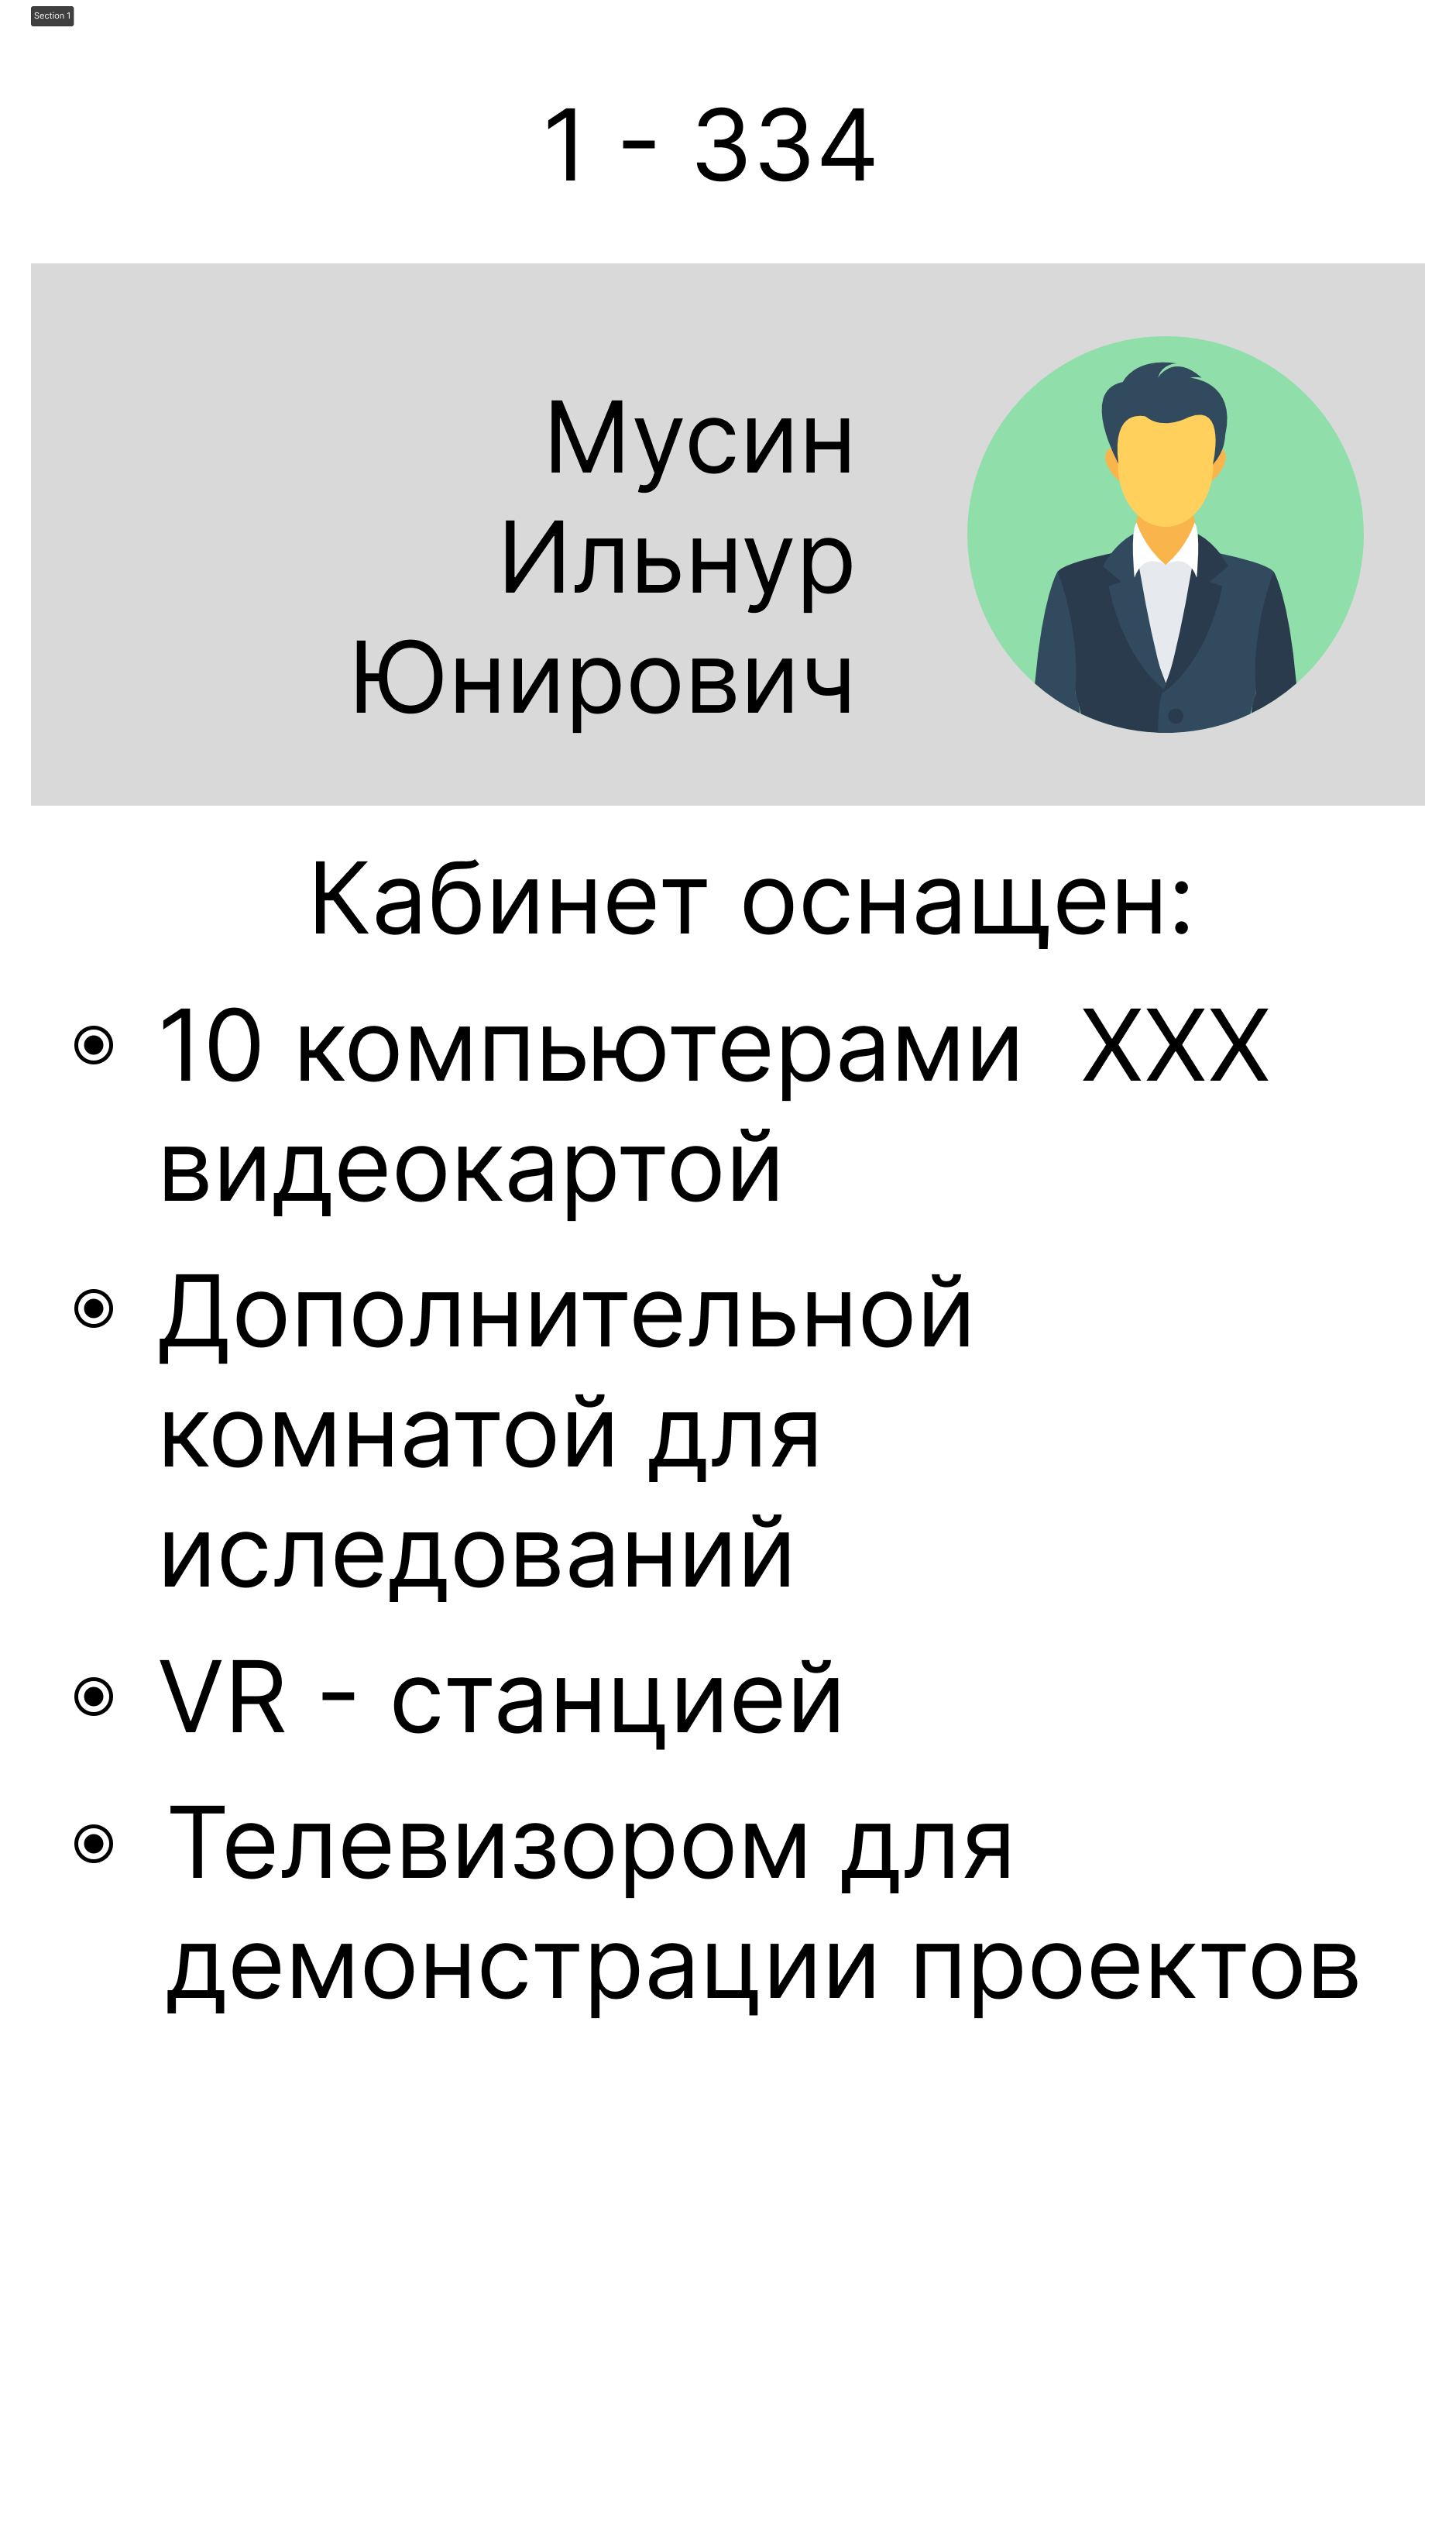 Section 1
1 - 334
Мусин
Ильнур
Юнирович
Кабинет оснащен:
10 компьютерами  XXX
видеокартой
Дополнительной
комнатой для
иследований
VR - станцией
Телевизором для
демонстрации проектов